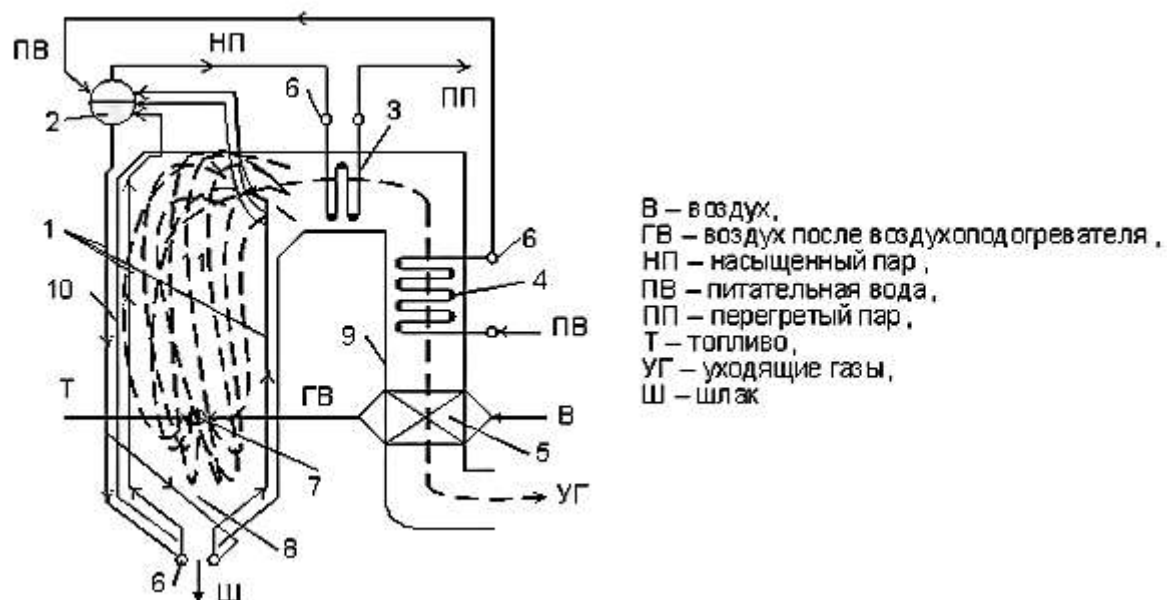 ПВ
НП
6
ПП
2
3
1
6
10
4
9
ПВ
Т
ГВ
В
5
7
УГ
8
6
Ш
В – воздух,
ГВ – воздух после воздухоподогревателя ,
НП – насыщенный пар ,
ПВ – питательная вода,
ПП – перегретый пар ,
Т – топливо,
УГ – уходящие газы,
Ш – шлак